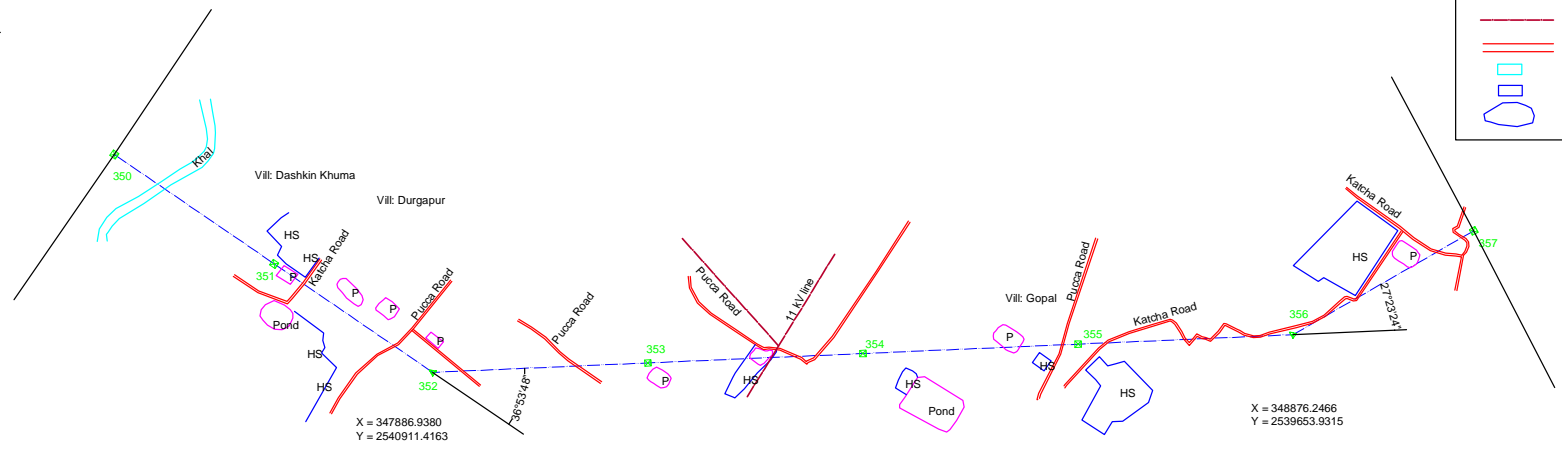 Khal
350
Vill: Dashkin Khuma
Vill: Durgapur
HS
HS
351
P
Katcha Road
P
P
Pond
Pucca Road
P
HS
HS
352
36°53'48"
X = 347886.9380
Y = 2540911.4163
Pucca Road
353
P
Pucca Road
11 kV line
HS
354
HS
Pond
Vill: Gopal
P
Pucca Road
355
HS
Katcha Road
HS
356
27°23'24"
X = 348876.2466
Y = 2539653.9315
Katcha Road
HS
P
357